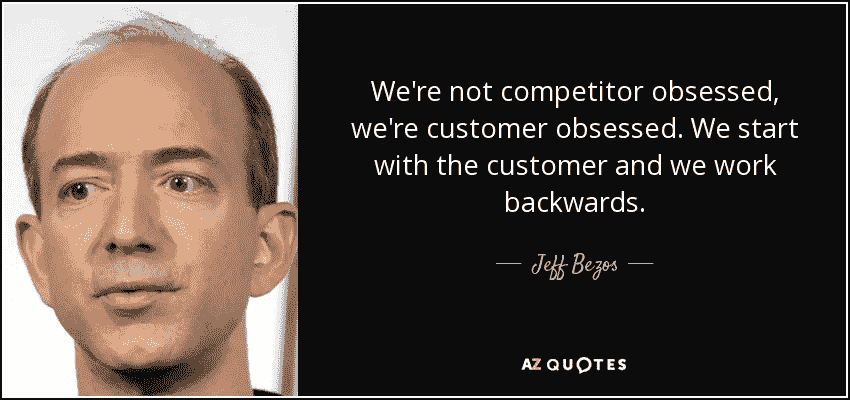 We're not competitor obsessed,
we're customer obsessed. We start
with the customer and we work
backwards.
Jeff Bezos
AZ QUOTES